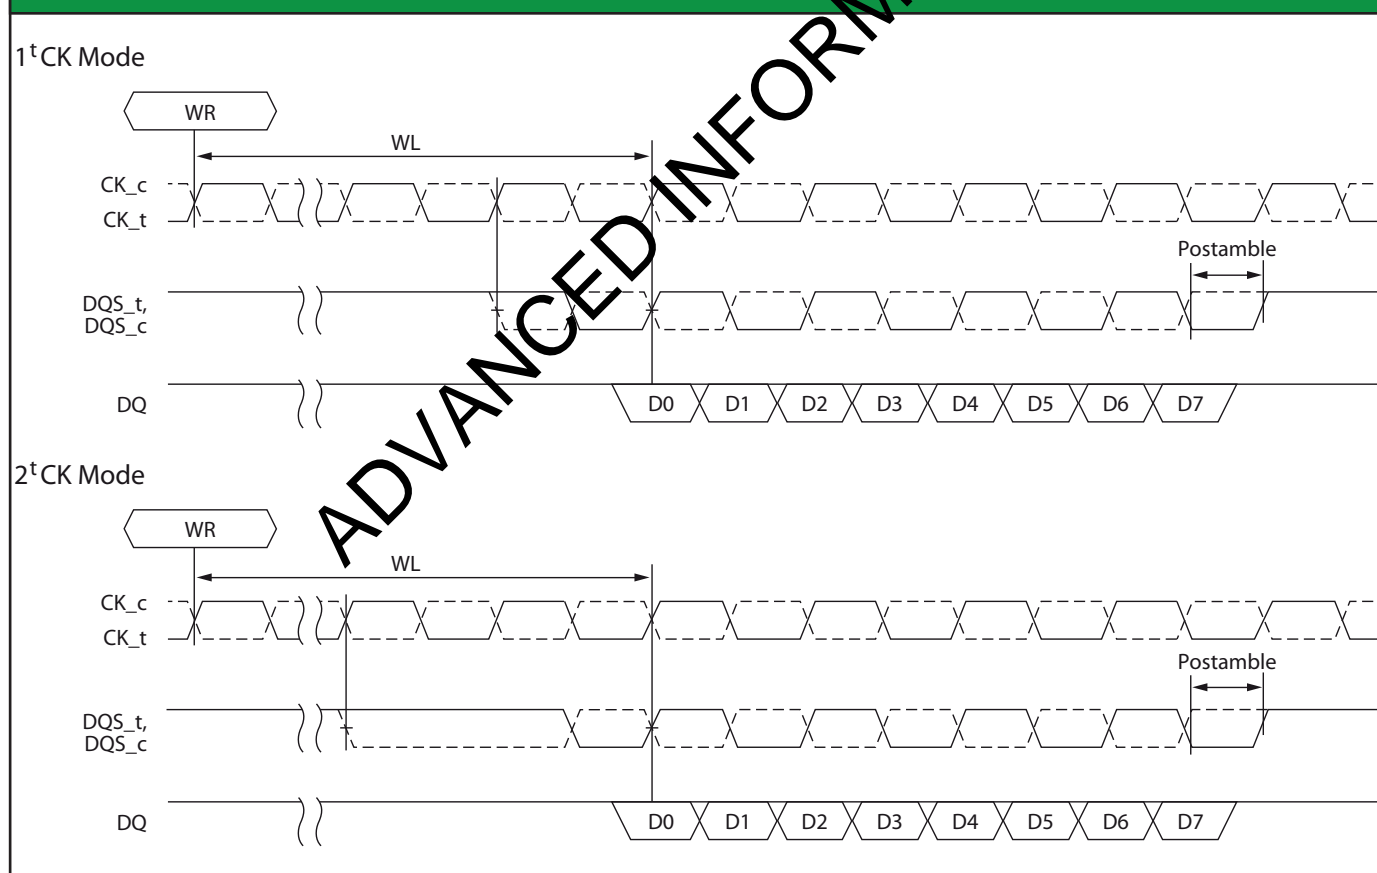 1tCK Mode
WR
WL
CK_c
CK_t
Postamble
DQS_t,
DQS_c
DQ D0 D1 D2 D3 D4 D5 D6 D7
2tCK Mode
WR
WL
CK_c
CK_t
Postamble
DQS_t,
DQS_c
DQ D0 D1 D2 D3 D4 D5 D6 D7
ADVANCED INFORM